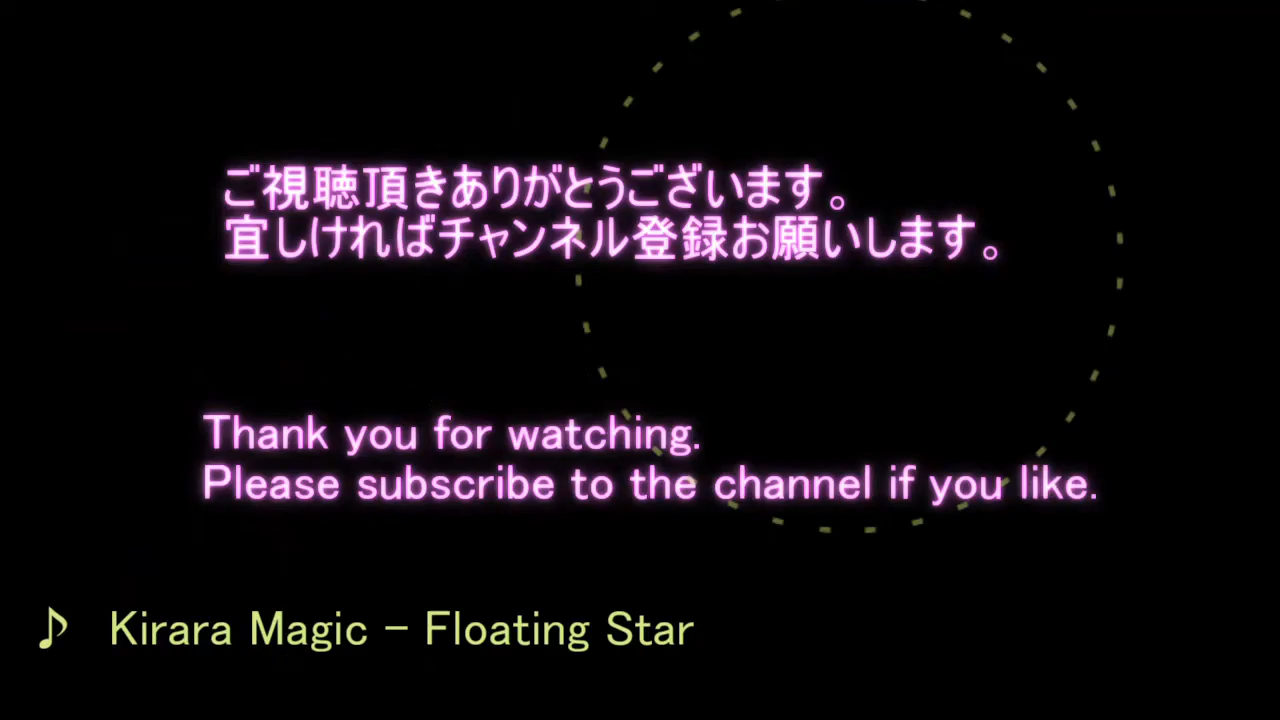 ご視聴頂きありがとうございます。
宜しければチャンネル登録お願いします。
Thank you for watching.
Please subscribe to the channel if you like.
♪ Kirara Magic − Floating Star